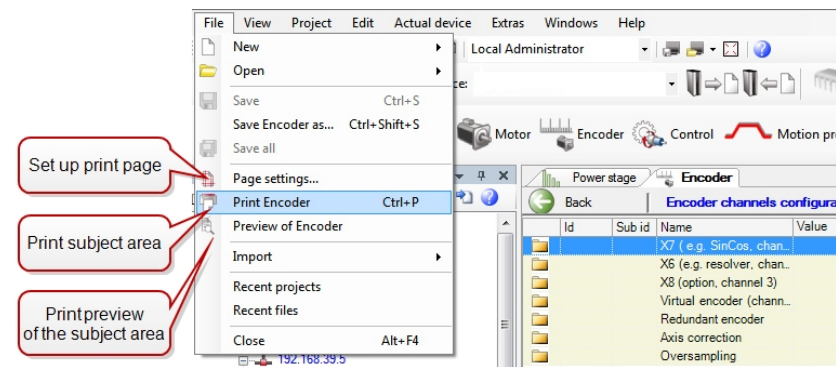 File View Project Edit Actual device Extras Windows Help
New
Open
Save Ctrl+S
Save Encoder as... Ctrl+Shift+S
Save all
Page settings...
Print Encoder Ctrl+P
Preview of Encoder
Import
Recent projects
Recent files
Close Alt+F4
Set up print page
Print subject area
Print preview
of the subject area
Local Administrator
ce:
Motor Encoder Control Motion pr
Power stage Encoder
Back Encoder channels configura
Id Sub id Name Value
X7 ( e.g. SinCos, chan...
X6 (e.g. resolver, chan...
X8 (option, channel 3)
Virtual encoder (chann...
Redundant encoder
Axis correction
Oversampling
192.168.39.5